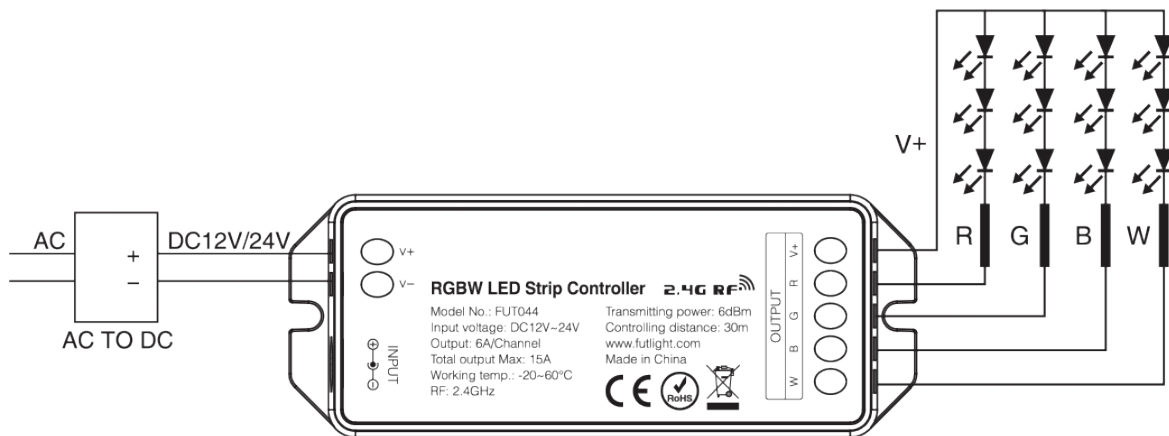 AC
DC12V/24V
+
−
AC TO DC
V+
V−
INPUT
RGBW LED Strip Controller 2.4G RF
Model No.: FUT044
Input voltage: DC12V~24V
Output: 6A/Channel
Total output Max: 15A
Working temp.: -20~60°C
RF: 2.4GHz
Transmitting power: 6dBm
Controlling distance: 30m
www.futlight.com
Made in China
CE
RoHS
OUTPUT
V+
R
G
B
W
V+
R
G
B
W